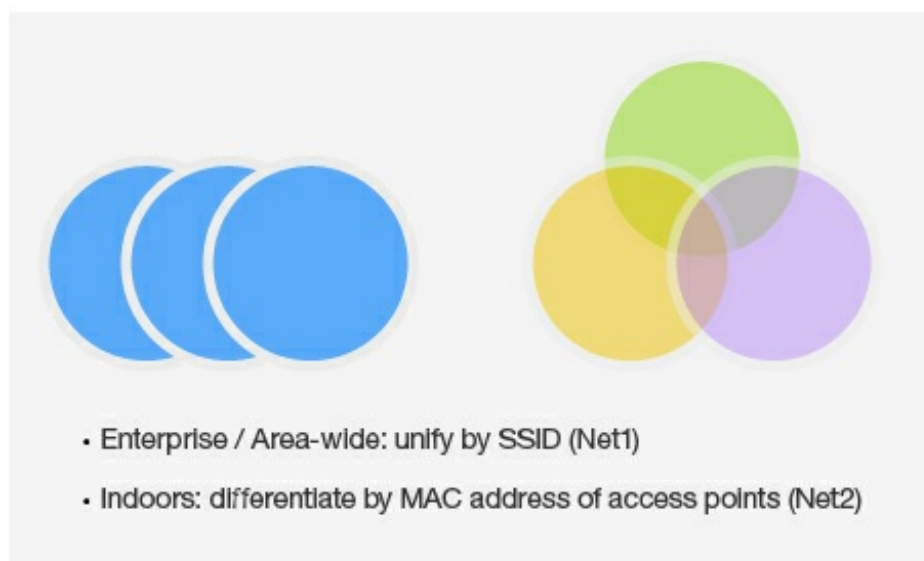 • Enterprise / Area-wide: unify by SSID (Net1)
• Indoors: differentiate by MAC address of access points (Net2)